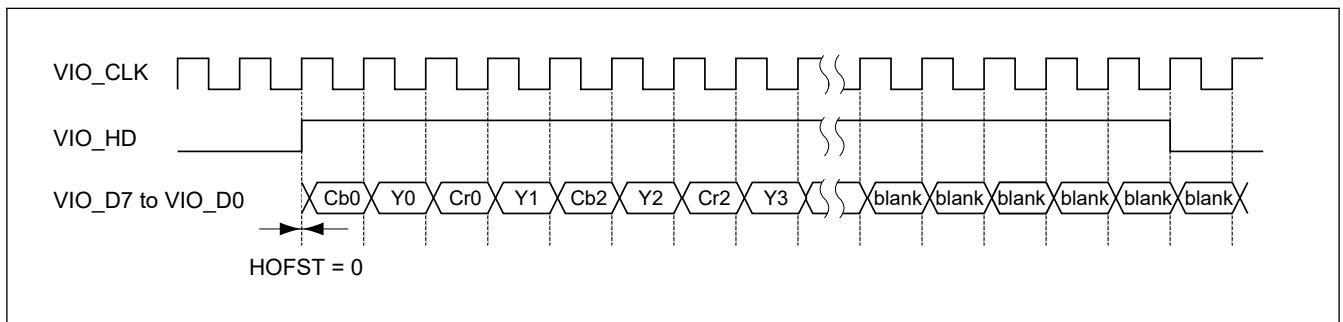 VIO_CLK
VIO_HD
VIO_D7 to VIO_D0 Cb0 Y0 Cr0 Y1 Cb2 Y2 Cr2 Y3 blank blank blank blank blank blank
HOFST = 0